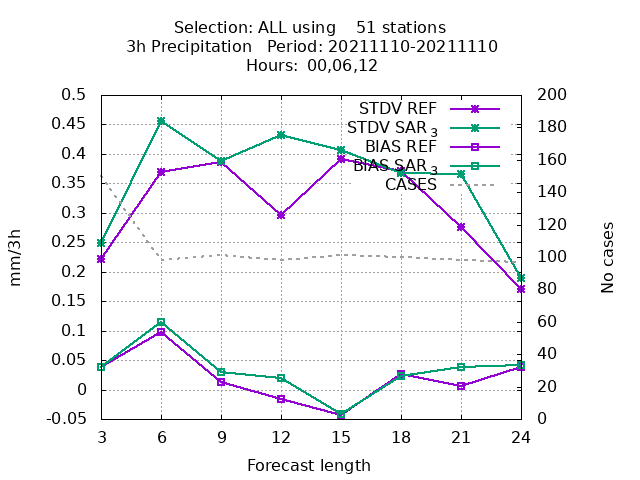 Selection: ALL using    51 stations
3h Precipitation   Period: 20211110-20211110
Hours:  00,06,12
0.5
0.45
0.4
0.35
0.3
0.25
0.2
0.15
0.1
0.05
0
-0.05
200
180
160
140
120
100
80
60
40
20
0
STDV REF
STDV SAR 3
BIAS REF
BIAS SAR 3
CASES
mm/3h
No cases
3 6 9 12 15 18 21 24
Forecast length